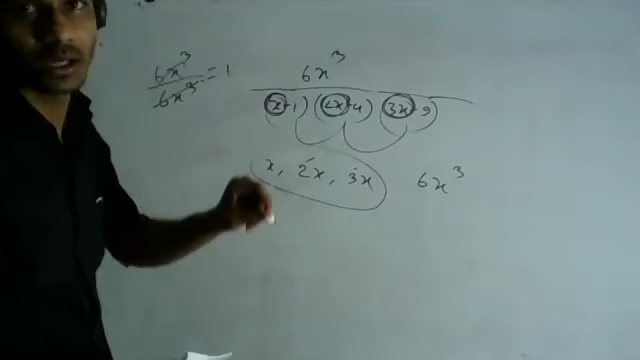 6x³/6x³ = 1
6x³
(x-1) (2x-4) (3x-9)
x, 2x, 3x 6x³